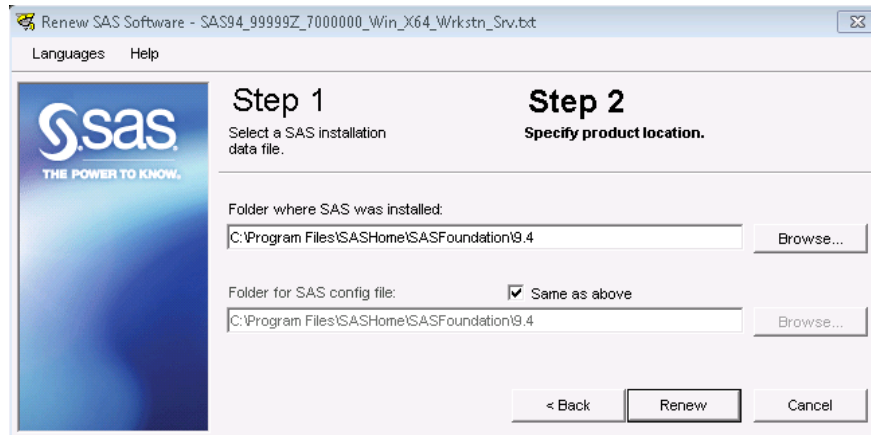 Renew SAS Software - SAS94_99999Z_7000000_Win_X64_Wrkstn_Srv.txt
Languages Help
sas
THE POWER TO KNOW.
Step 1
Select a SAS installation
data file.
Step 2
Specify product location.
Folder where SAS was installed:
C:\Program Files\SASHome\SASFoundation\9.4
Browse...
Folder for SAS config file:
Same as above
C:\Program Files\SASHome\SASFoundation\9.4
Browse...
< Back
Renew
Cancel